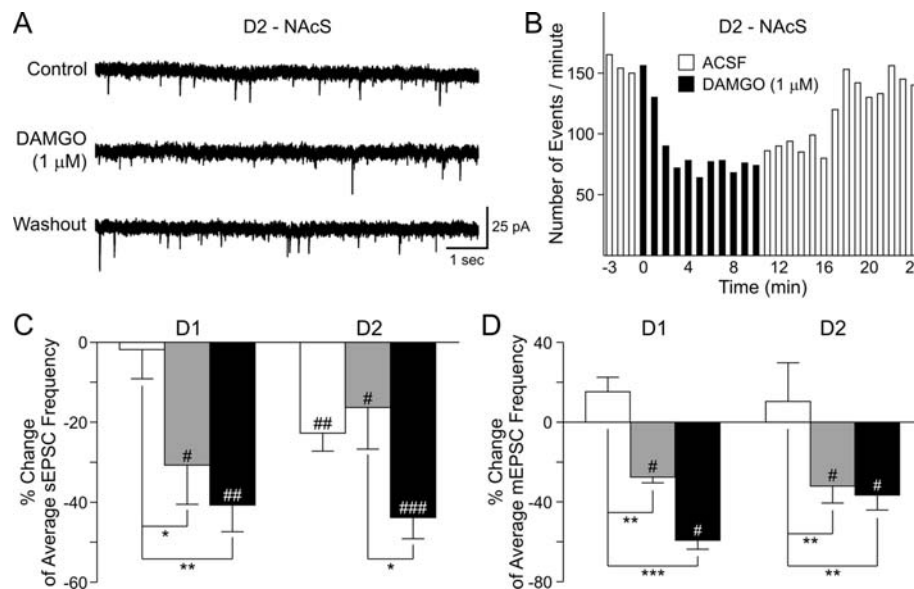 A
D2 - NAcS
Control
DAMGO
(1 μM)
Washout
25 pA
1 sec
B
D2 - NAcS
Number of Events / minute
150
100
50
ACSF
DAMGO (1 μM)
-3 0 4 8 12 16 20 2
Time (min)
C
D1 D2
% Change
of Average sEPSC Frequency
0
-20
-40
-60
# ## ## # ###
* ** *
D
D1 D2
% Change
of Average mEPSC Frequency
40
0
-40
-80
# # # #
** *** ** **